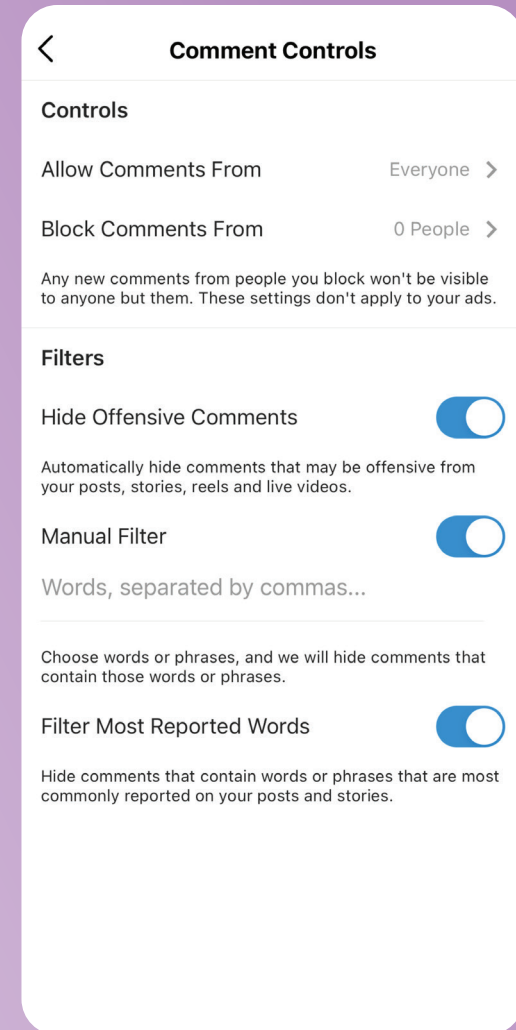 Comment Controls
Controls
Allow Comments From Everyone
Block Comments From 0 People
Any new comments from people you block won't be visible
to anyone but them. These settings don't apply to your ads.
Filters
Hide Offensive Comments
Automatically hide comments that may be offensive from
your posts, stories, reels and live videos.
Manual Filter
Words, separated by commas...
Choose words or phrases, and we will hide comments that
contain those words or phrases.
Filter Most Reported Words
Hide comments that contain words or phrases that are most
commonly reported on your posts and stories.